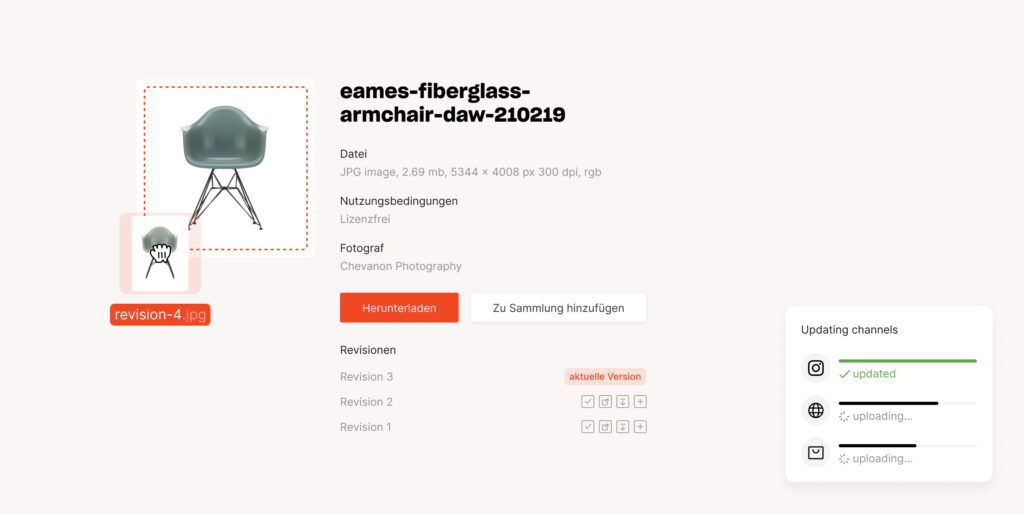 eames-fiberglass-
armchair-daw-210219
Datei
JPG image, 2.69 mb, 5344 × 4008 px 300 dpi, rgb
Nutzungsbedingungen
Lizenzfrei
Fotograf
Chevanon Photography
revision-4.jpg
Herunterladen
Zu Sammlung hinzufügen
Revisionen
Revision 3
aktuelle Version
Revision 2
Revision 1
Updating channels
updated
uploading...
uploading...